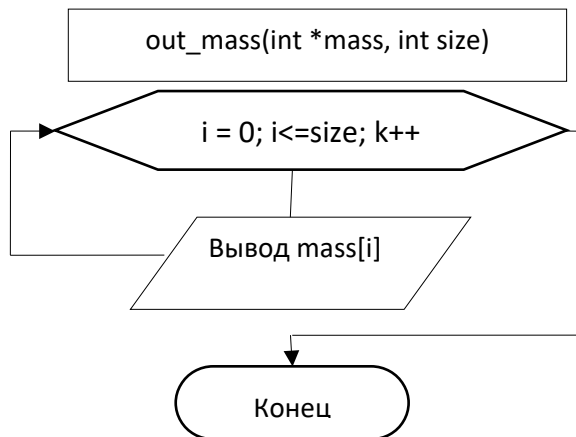 out_mass(int *mass, int size)
i = 0; i<=size; k++
Вывод mass[i]
Конец